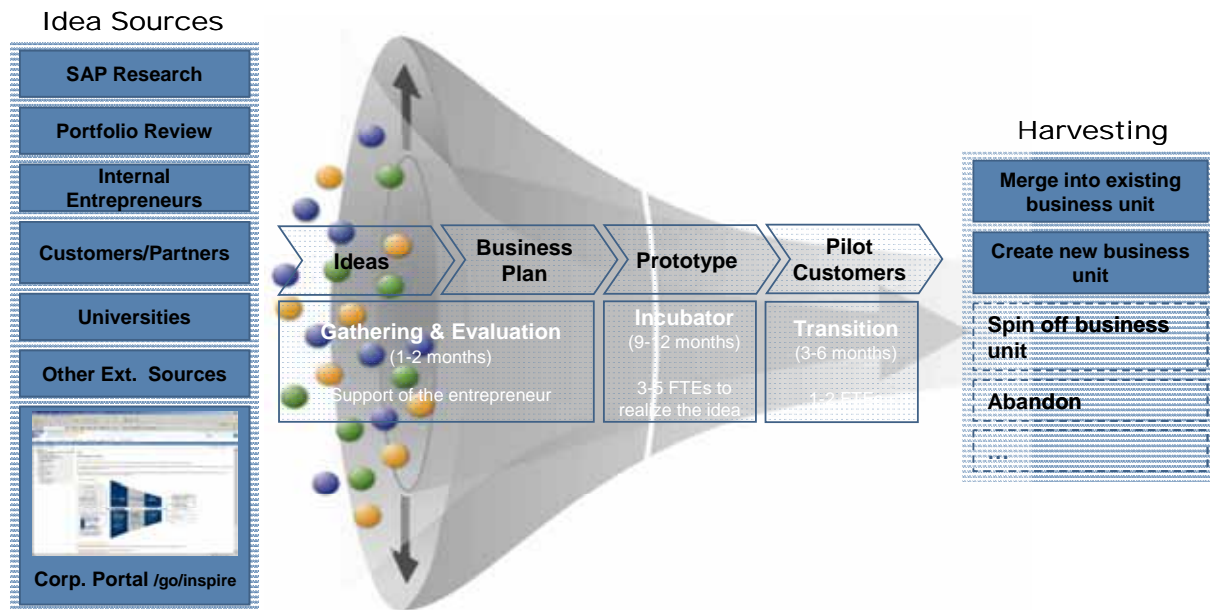 Idea Sources
SAP Research
Portfolio Review
Internal
Entrepreneurs
Customers/Partners
Universities
Other Ext. Sources
Corp. Portal /go/inspire
Ideas
Business
Plan
Prototype
Pilot
Customers
Gathering & Evaluation
(1-2 months)
Support of the entrepreneur
Incubator
(9-12 months)
3-5 FTEs to
realize the idea
Transition
(3-6 months)
1-2 FTEs
Harvesting
Merge into existing
business unit
Create new business
unit
Spin off business
unit
Abandon
...